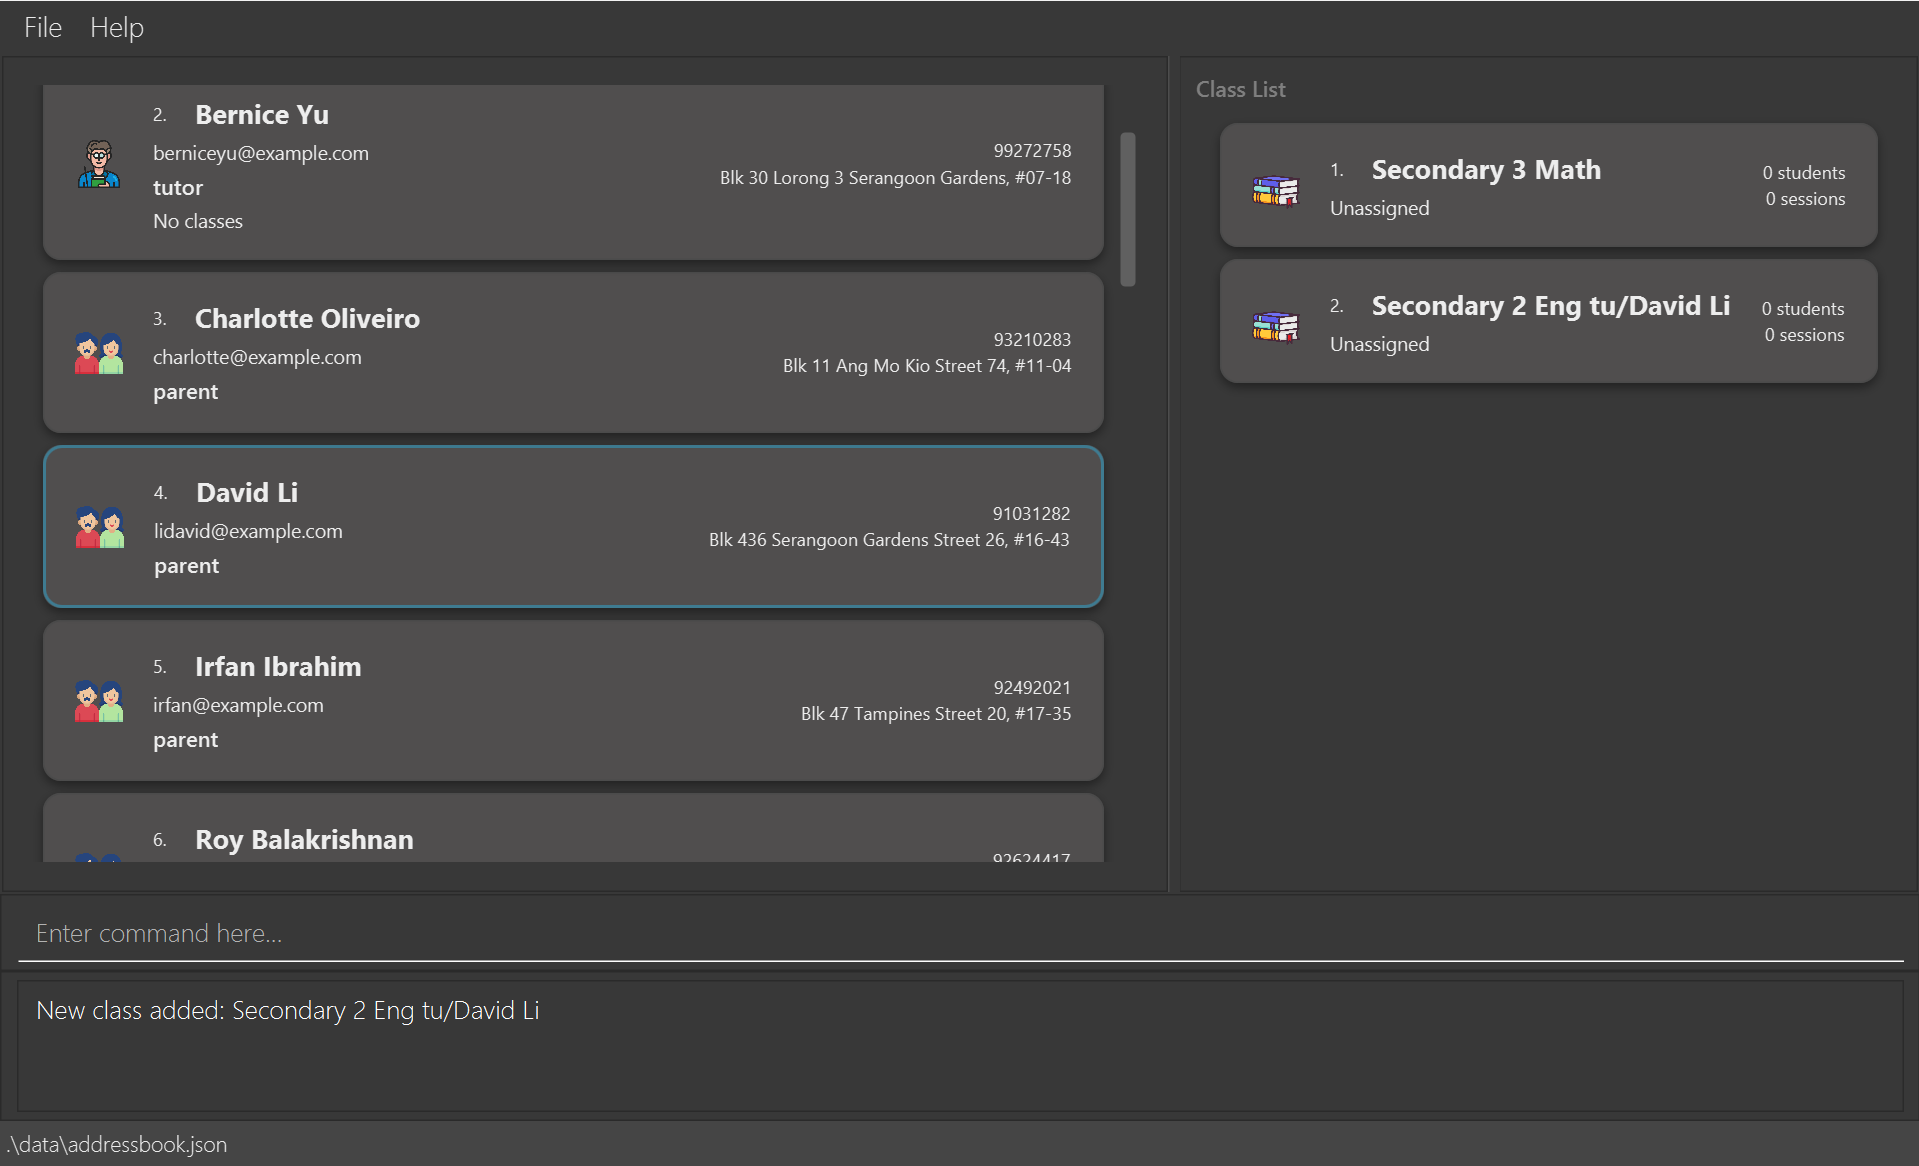 File Help
2. Bernice Yu
berniceyu@example.com
tutor
No classes
99272758
Blk 30 Lorong 3 Serangoon Gardens, #07-18
3. Charlotte Oliveiro
charlotte@example.com
parent
93210283
Blk 11 Ang Mo Kio Street 74, #11-04
4. David Li
lidavid@example.com
parent
91031282
Blk 436 Serangoon Gardens Street 26, #16-43
5. Irfan Ibrahim
irfan@example.com
parent
92492021
Blk 47 Tampines Street 20, #17-35
6. Roy Balakrishnan
92624417
Class List
1. Secondary 3 Math
Unassigned
0 students
0 sessions
2. Secondary 2 Eng tu/David Li
Unassigned
0 students
0 sessions
Enter command here...
New class added: Secondary 2 Eng tu/David Li
.\data\addressbook.json